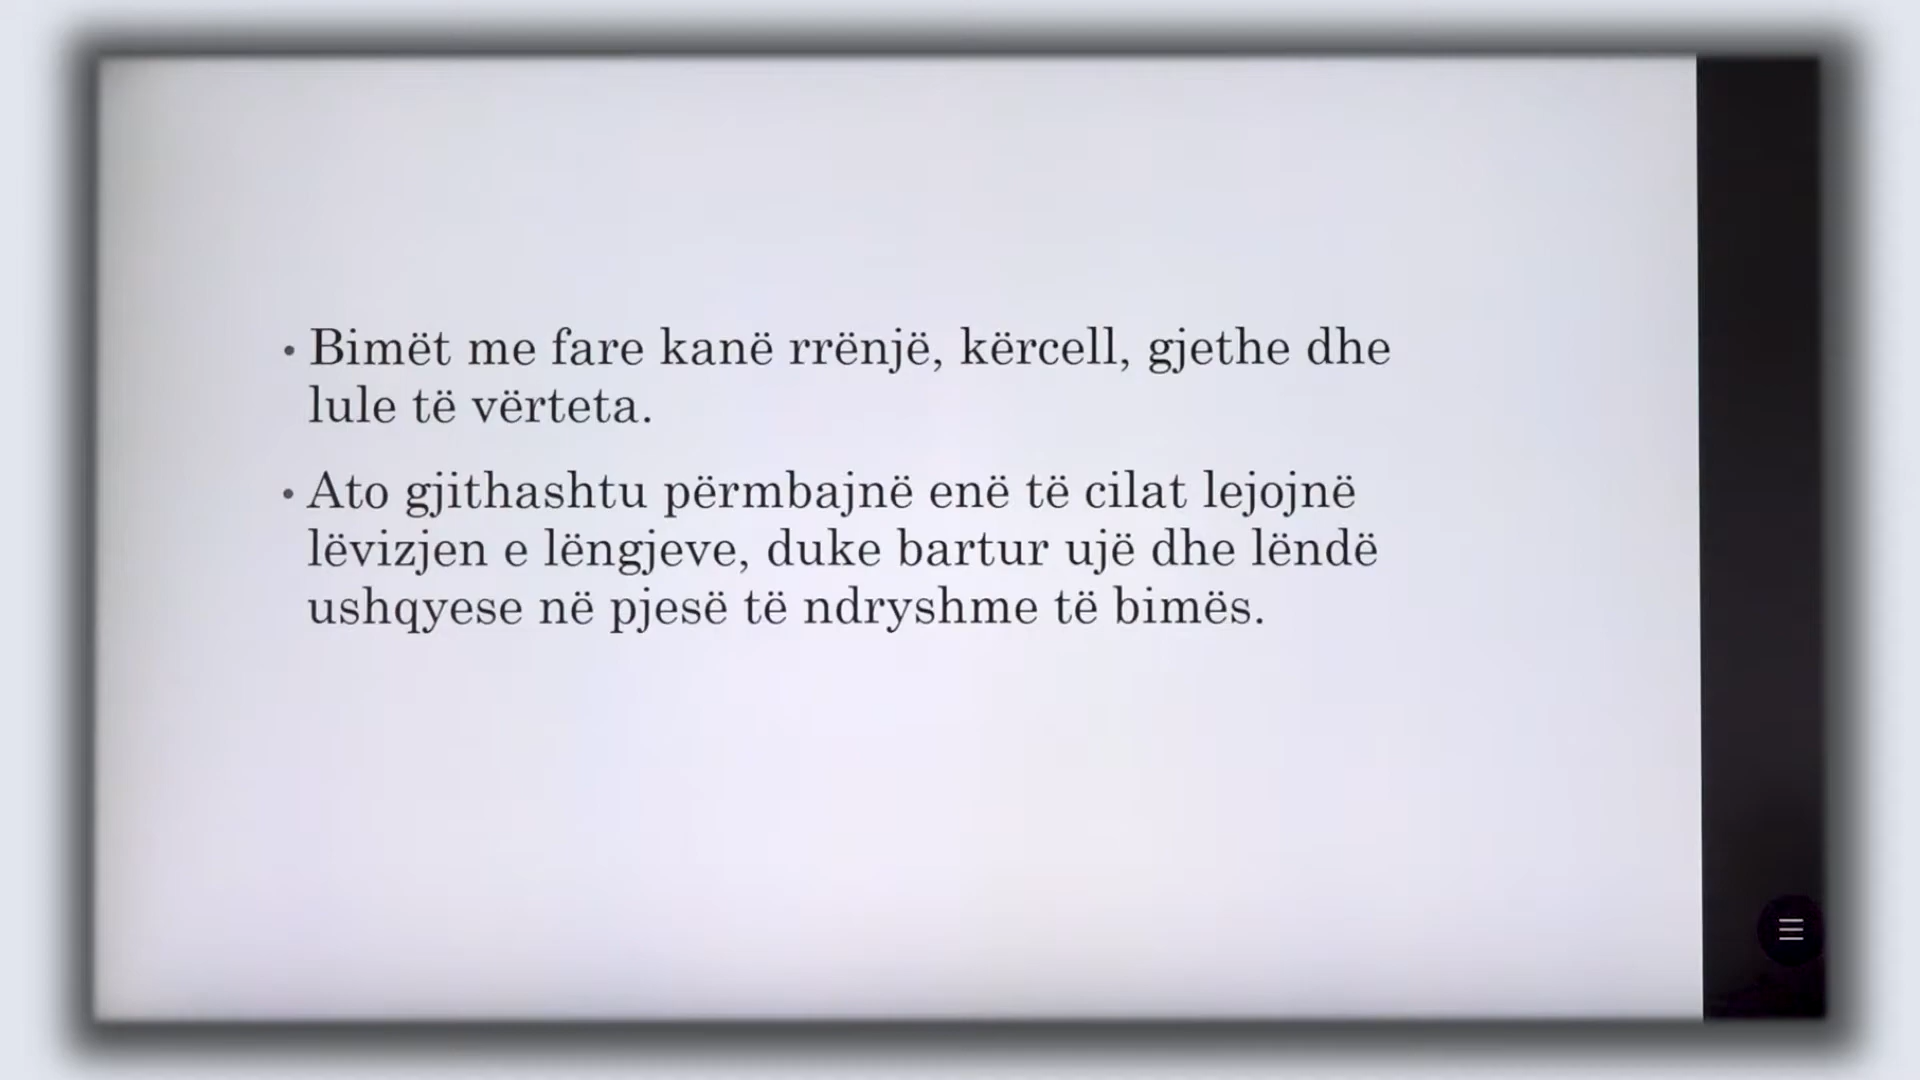 • Bimët me fare kanë rrënjë, kërcell, gjethe dhe
lule të vërteta.
• Ato gjithashtu përmbajnë enë të cilat lejojnë
lëvizjen e lëngjeve, duke bartur ujë dhe lëndë
ushqyese në pjesë të ndryshme të bimës.